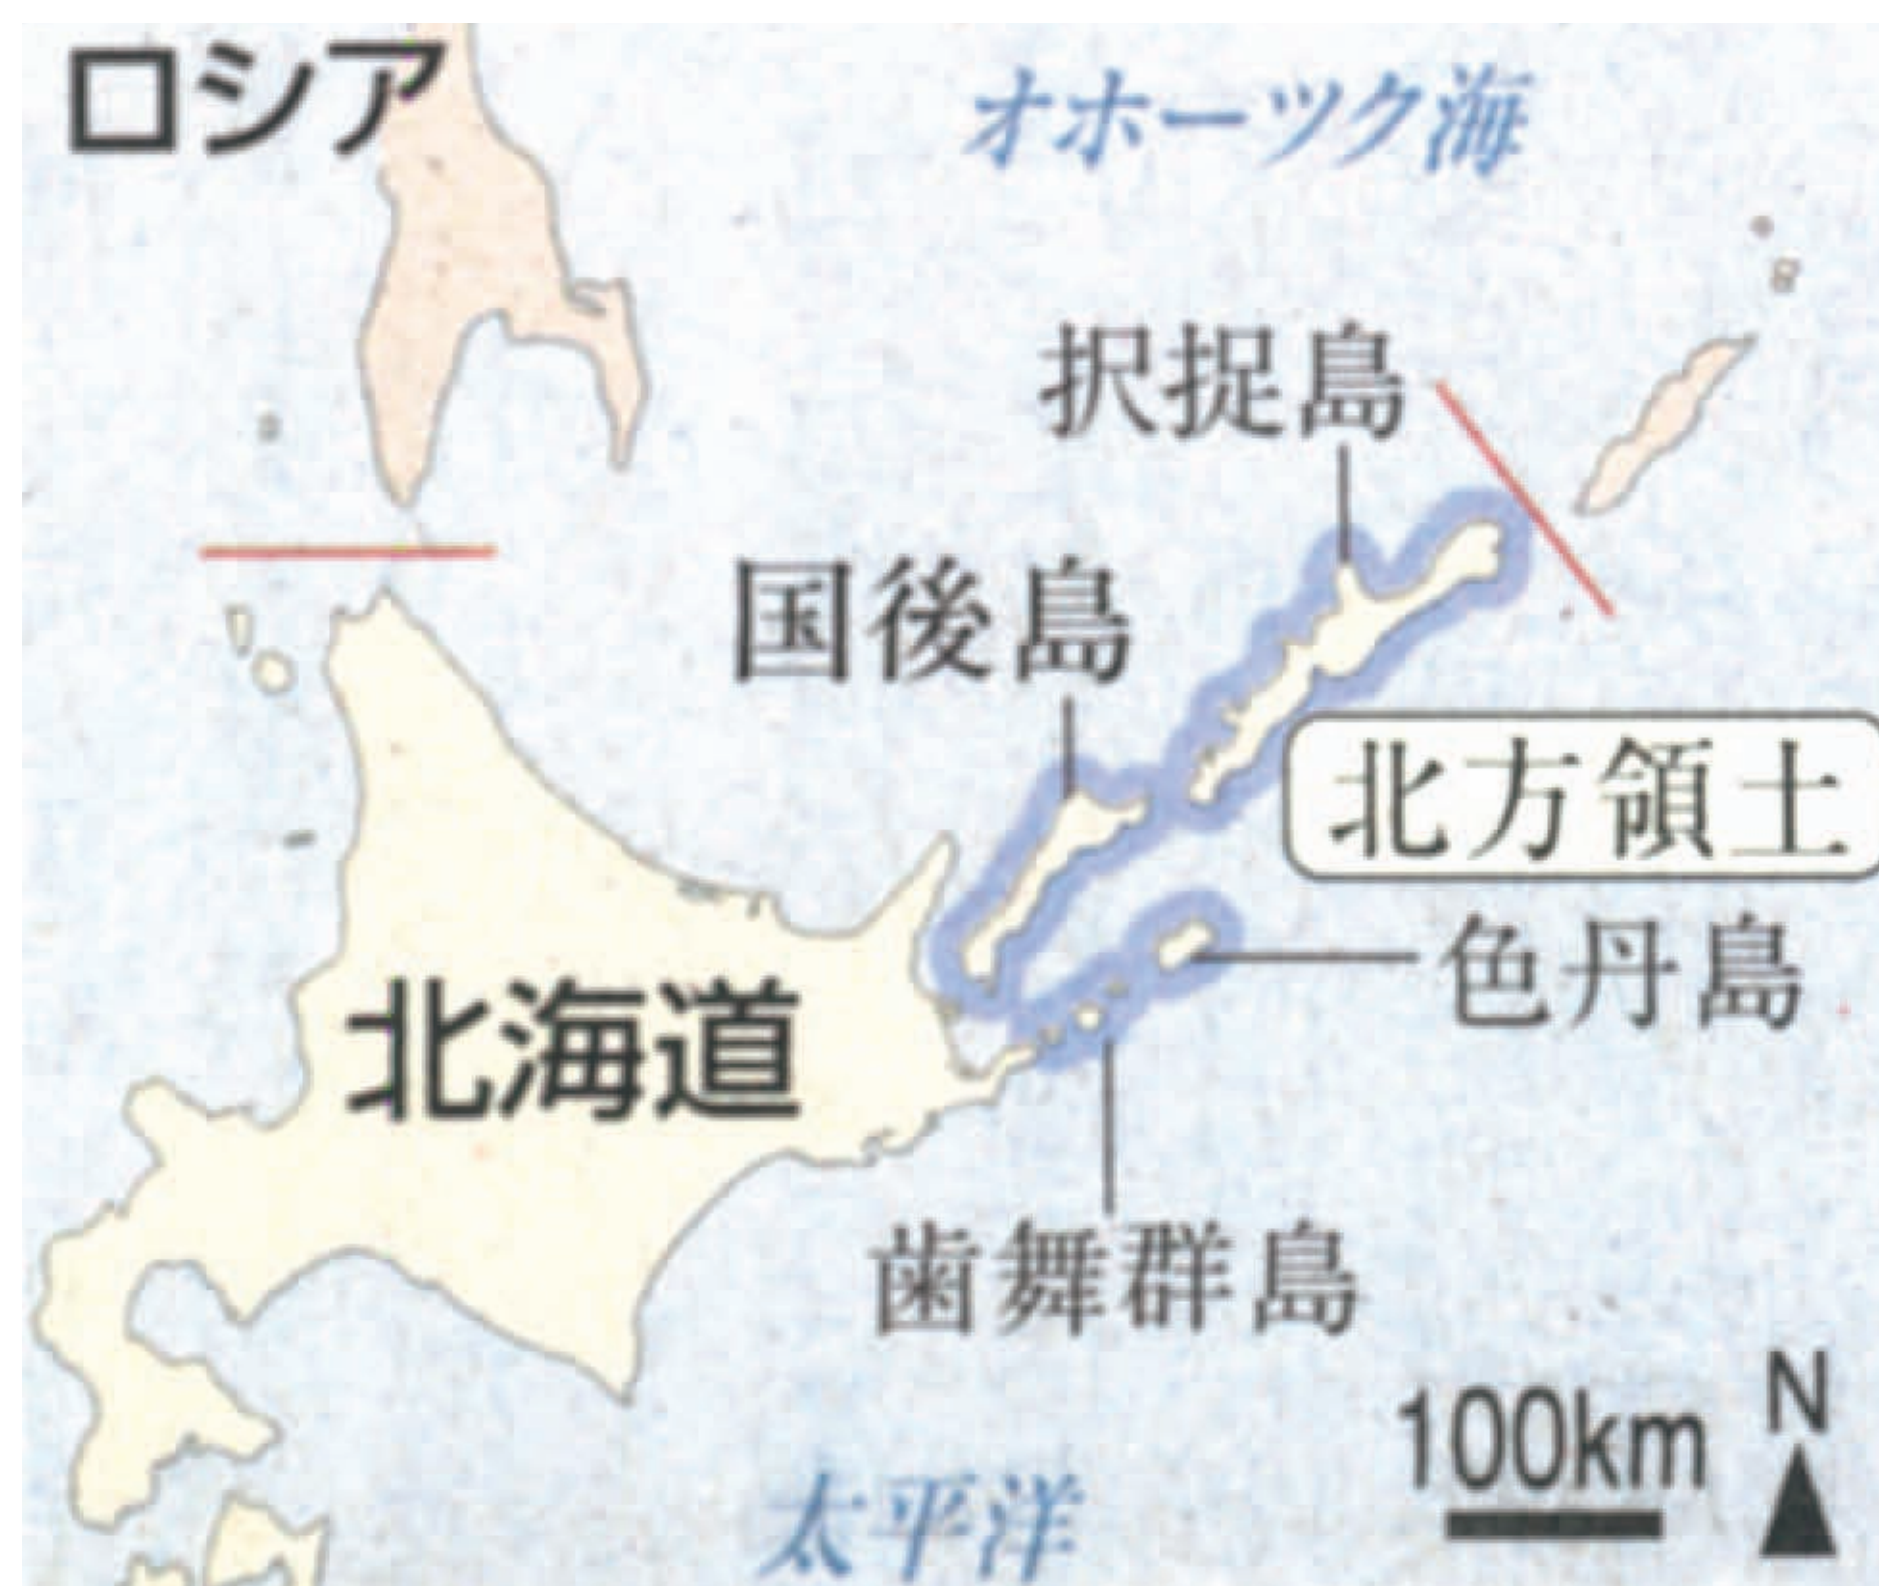 ロシア
オホーツク海
択捉島
国後島
北方領土
色丹島
北海道
歯舞群島
100km
N
太平洋